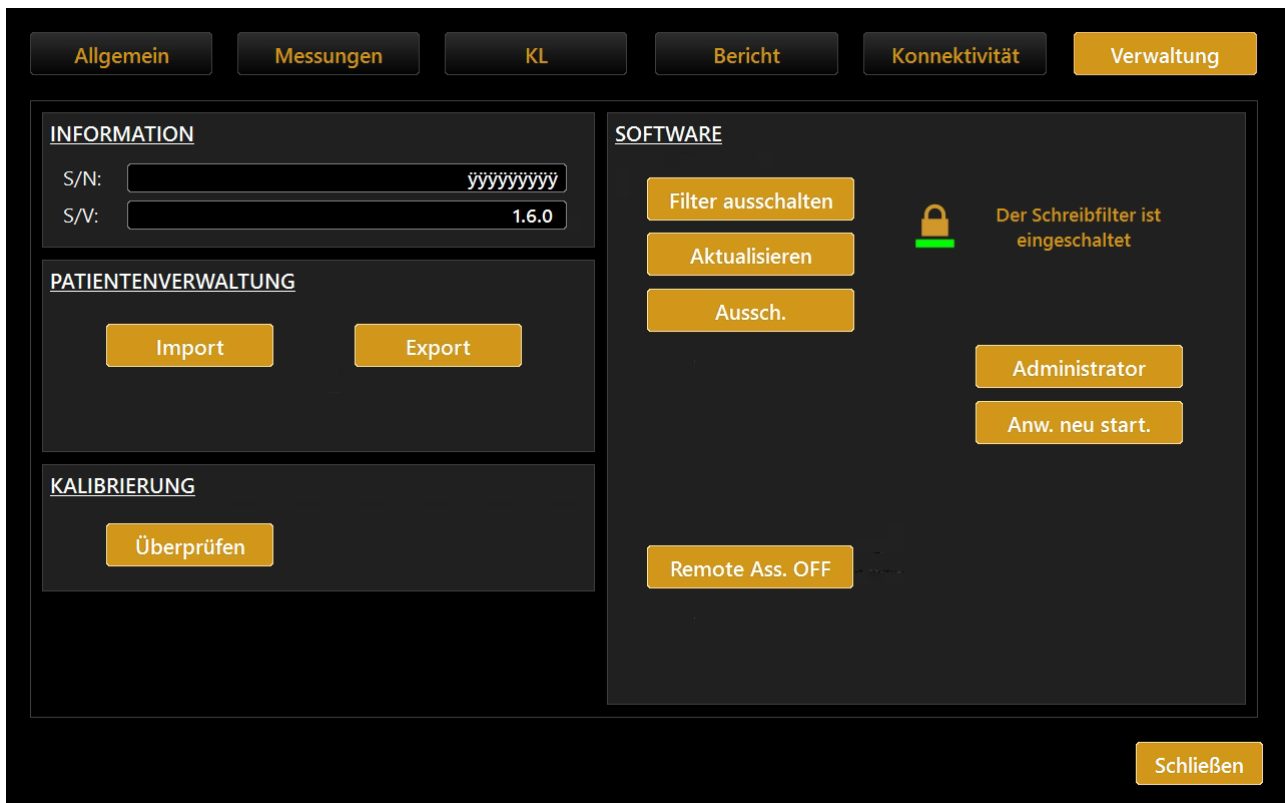 Allgemein Messungen KL Bericht Konnektivität Verwaltung
INFORMATION
S/N: ÿÿÿÿÿÿÿÿÿ
S/V: 1.6.0
PATIENTENVERWALTUNG
Import Export
KALIBRIERUNG
Überprüfen
SOFTWARE
Filter ausschalten
Der Schreibfilter ist
eingeschaltet
Aktualisieren
Aussch.
Administrator
Anw. neu start.
Remote Ass. OFF
Schließen